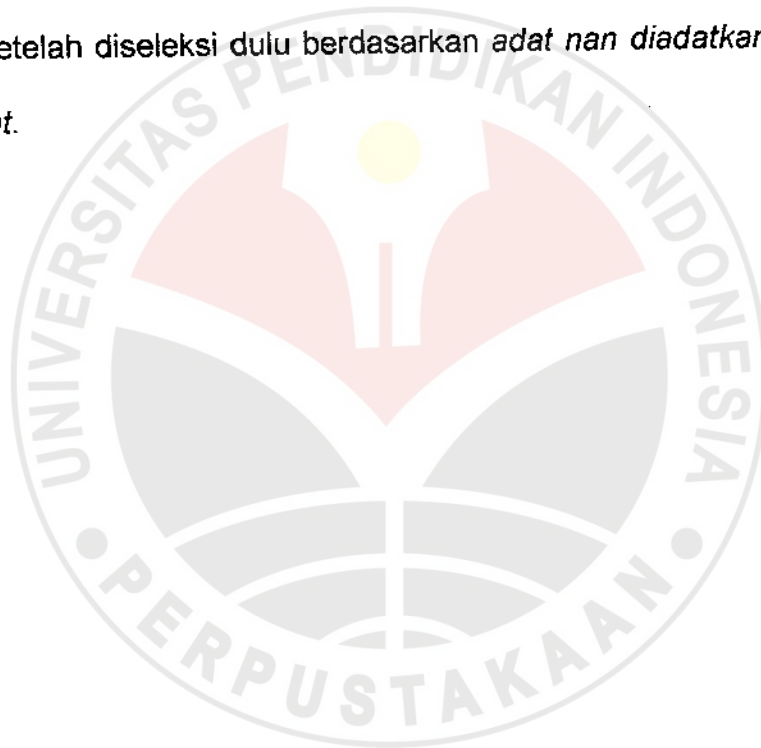 etelah diseleksi dulu berdasarkan adat nan diadatkan
t.
UNIVERSITAS PENDIDIKAN INDONESIA
PERPUSTAKAAN